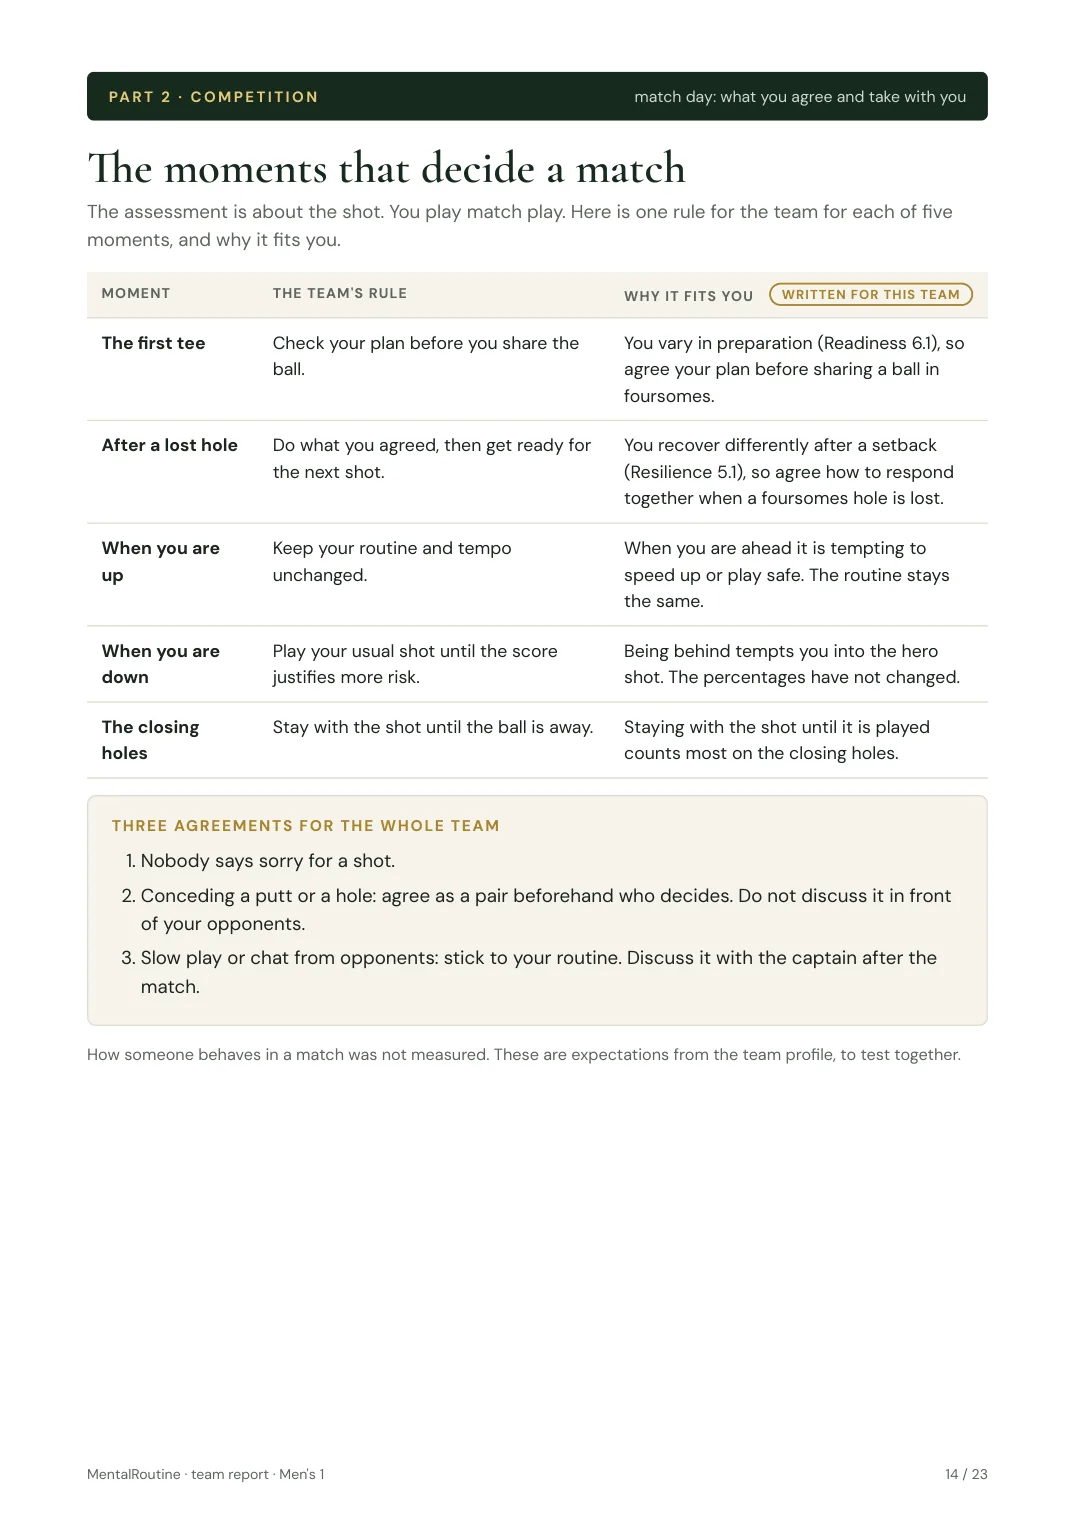 PART 2 · COMPETITION
match day: what you agree and take with you
The moments that decide a match
The assessment is about the shot. You play match play. Here is one rule for the team for each of five
moments, and why it fits you.
MOMENT
THE TEAM'S RULE
WHY IT FITS YOU
WRITTEN FOR THIS TEAM
The first tee
Check your plan before you share the
ball.
You vary in preparation (Readiness 6.1), so
agree your plan before sharing a ball in
foursomes.
After a lost hole
Do what you agreed, then get ready for
the next shot.
You recover differently after a setback
(Resilience 5.1), so agree how to respond
together when a foursomes hole is lost.
When you are
up
Keep your routine and tempo
unchanged.
When you are ahead it is tempting to
speed up or play safe. The routine stays
the same.
When you are
down
Play your usual shot until the score
justifies more risk.
Being behind tempts you into the hero
shot. The percentages have not changed.
The closing
holes
Stay with the shot until the ball is away.
Staying with the shot until it is played
counts most on the closing holes.
THREE AGREEMENTS FOR THE WHOLE TEAM
1. Nobody says sorry for a shot.
2. Conceding a putt or a hole: agree as a pair beforehand who decides. Do not discuss it in front
of your opponents.
3. Slow play or chat from opponents: stick to your routine. Discuss it with the captain after the
match.
How someone behaves in a match was not measured. These are expectations from the team profile, to test together.
MentalRoutine · team report · Men's 1
14 / 23